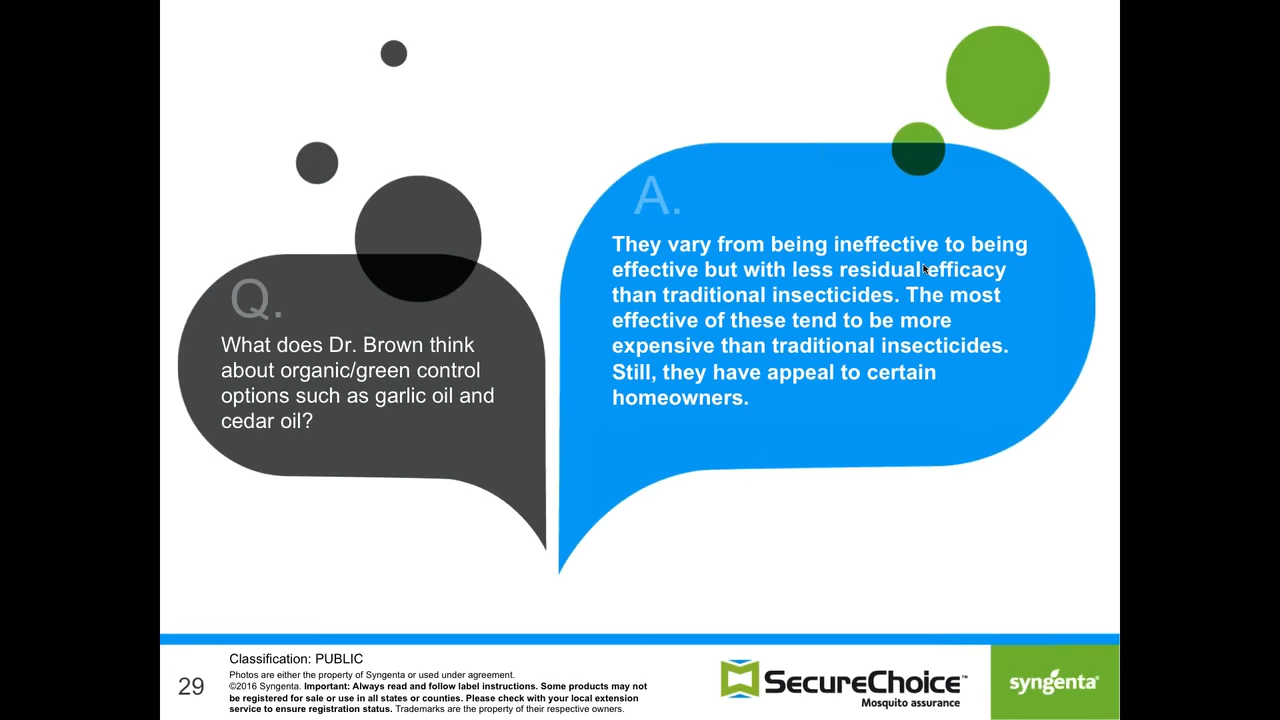 Q.
What does Dr. Brown think
about organic/green control
options such as garlic oil and
cedar oil?
A.
They vary from being ineffective to being
effective but with less residual efficacy
than traditional insecticides. The most
effective of these tend to be more
expensive than traditional insecticides.
Still, they have appeal to certain
homeowners.
29
Classification: PUBLIC
Photos are either the property of Syngenta or used under agreement.
©2016 Syngenta. Important: Always read and follow label instructions. Some products may not
be registered for sale or use in all states or counties. Please check with your local extension
service to ensure registration status. Trademarks are the property of their respective owners.
SecureChoice™
Mosquito assurance
syngenta®